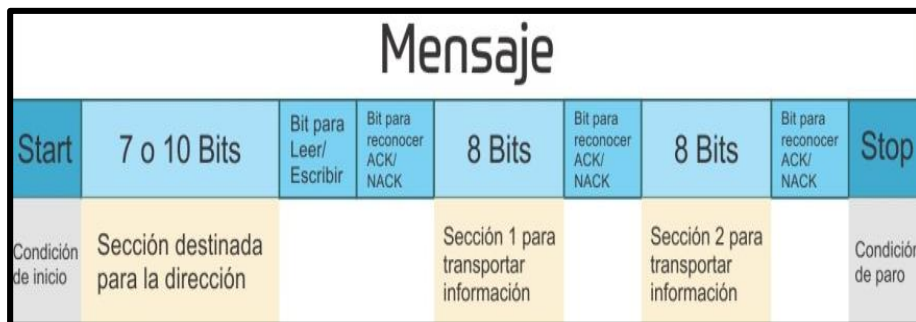 Mensaje
Start
7 o 10 Bits
Bit para
Leer/
Escribir
Bit para
reconocer
ACK/
NACK
8 Bits
Bit para
reconocer
ACK/
NACK
8 Bits
Bit para
reconocer
ACK/
NACK
Stop
Condición
de inicio
Sección destinada
para la dirección
Sección 1 para
transportar
información
Sección 2 para
transportar
información
Condición
de paro